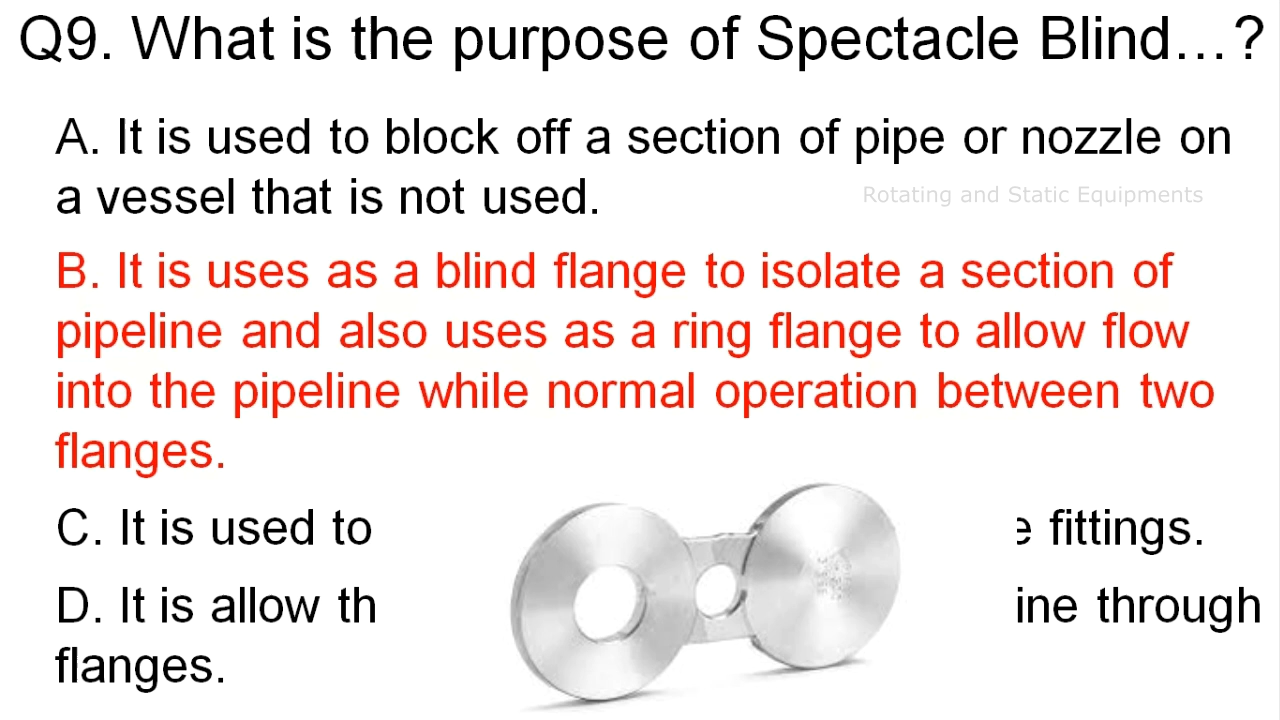 Q9. What is the purpose of Spectacle Blind...?
A. It is used to block off a section of pipe or nozzle on
a vessel that is not used.
Rotating and Static Equipments
B. It is uses as a blind flange to isolate a section of
pipeline and also uses as a ring flange to allow flow
into the pipeline while normal operation between two
flanges.
C. It is used to fittings.
D. It is allow through
flanges.